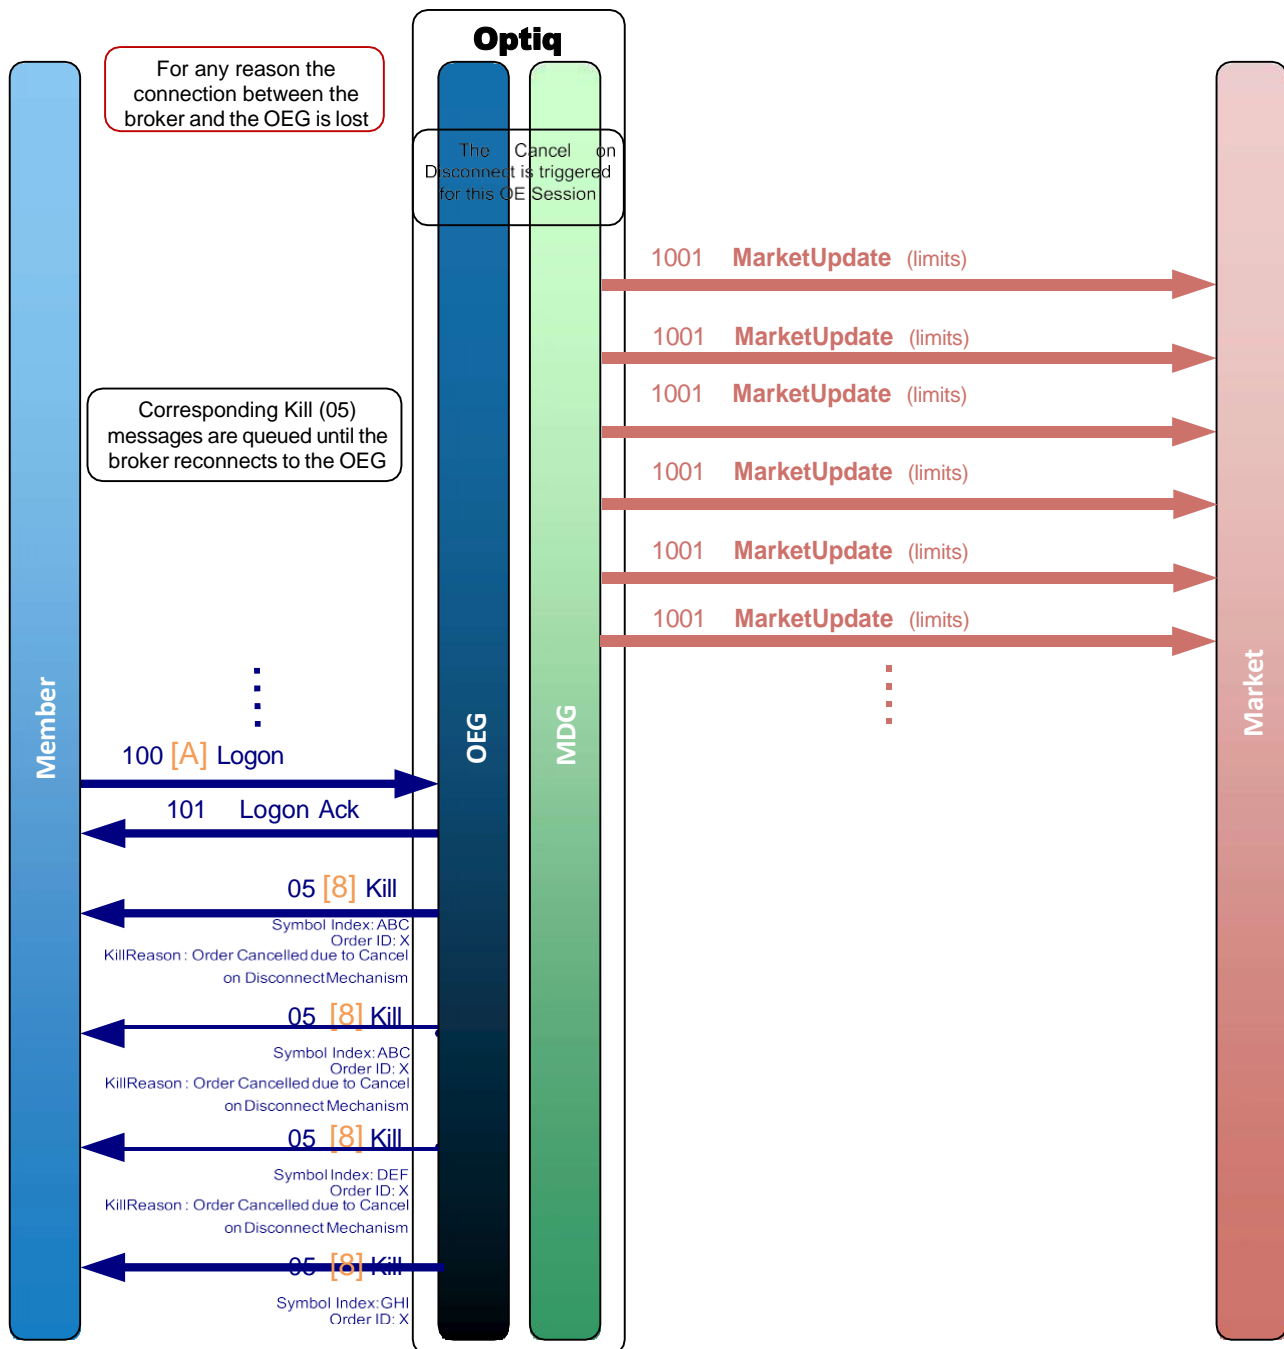 Optiq
For any reason the
connection between the
broker and the OEG is lost
The Cancel on
Disconnect is triggered
for this OE Session
1001 MarketUpdate (limits)
1001 MarketUpdate (limits)
1001 MarketUpdate (limits)
Corresponding Kill (05)
messages are queued until the
broker reconnects to the OEG
1001 MarketUpdate (limits)
1001 MarketUpdate (limits)
1001 MarketUpdate (limits)
Member
OEG
MDG
Market
100 [A] Logon
101 Logon Ack
05 [8] Kill
Symbol Index: ABC
Order ID: X
KillReason : Order Cancelled due to Cancel
on Disconnect Mechanism
05 [8] Kill
Symbol Index: ABC
Order ID: X
KillReason : Order Cancelled due to Cancel
on Disconnect Mechanism
05 [8] Kill
Symbol Index: DEF
Order ID: X
KillReason : Order Cancelled due to Cancel
on Disconnect Mechanism
05 [8] Kill
Symbol Index: GHI
Order ID: X